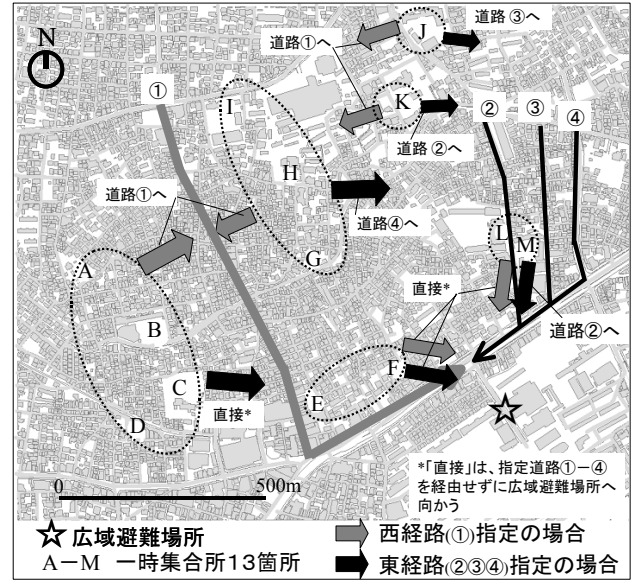 N
道路③へ
道路①へ
J
①
I
K
②
③
④
道路②へ
道路①へ
H
道路④へ
L
M
A
G
直接*
道路②へ
B
F
C
E
直接*
D
*「直接」は、指定道路①－④
を経由せずに広域避難場所へ
向かう
0
500m
広域避難場所
西経路(①)指定の場合
A－M 一時集合所13箇所
東経路(②③④)指定の場合